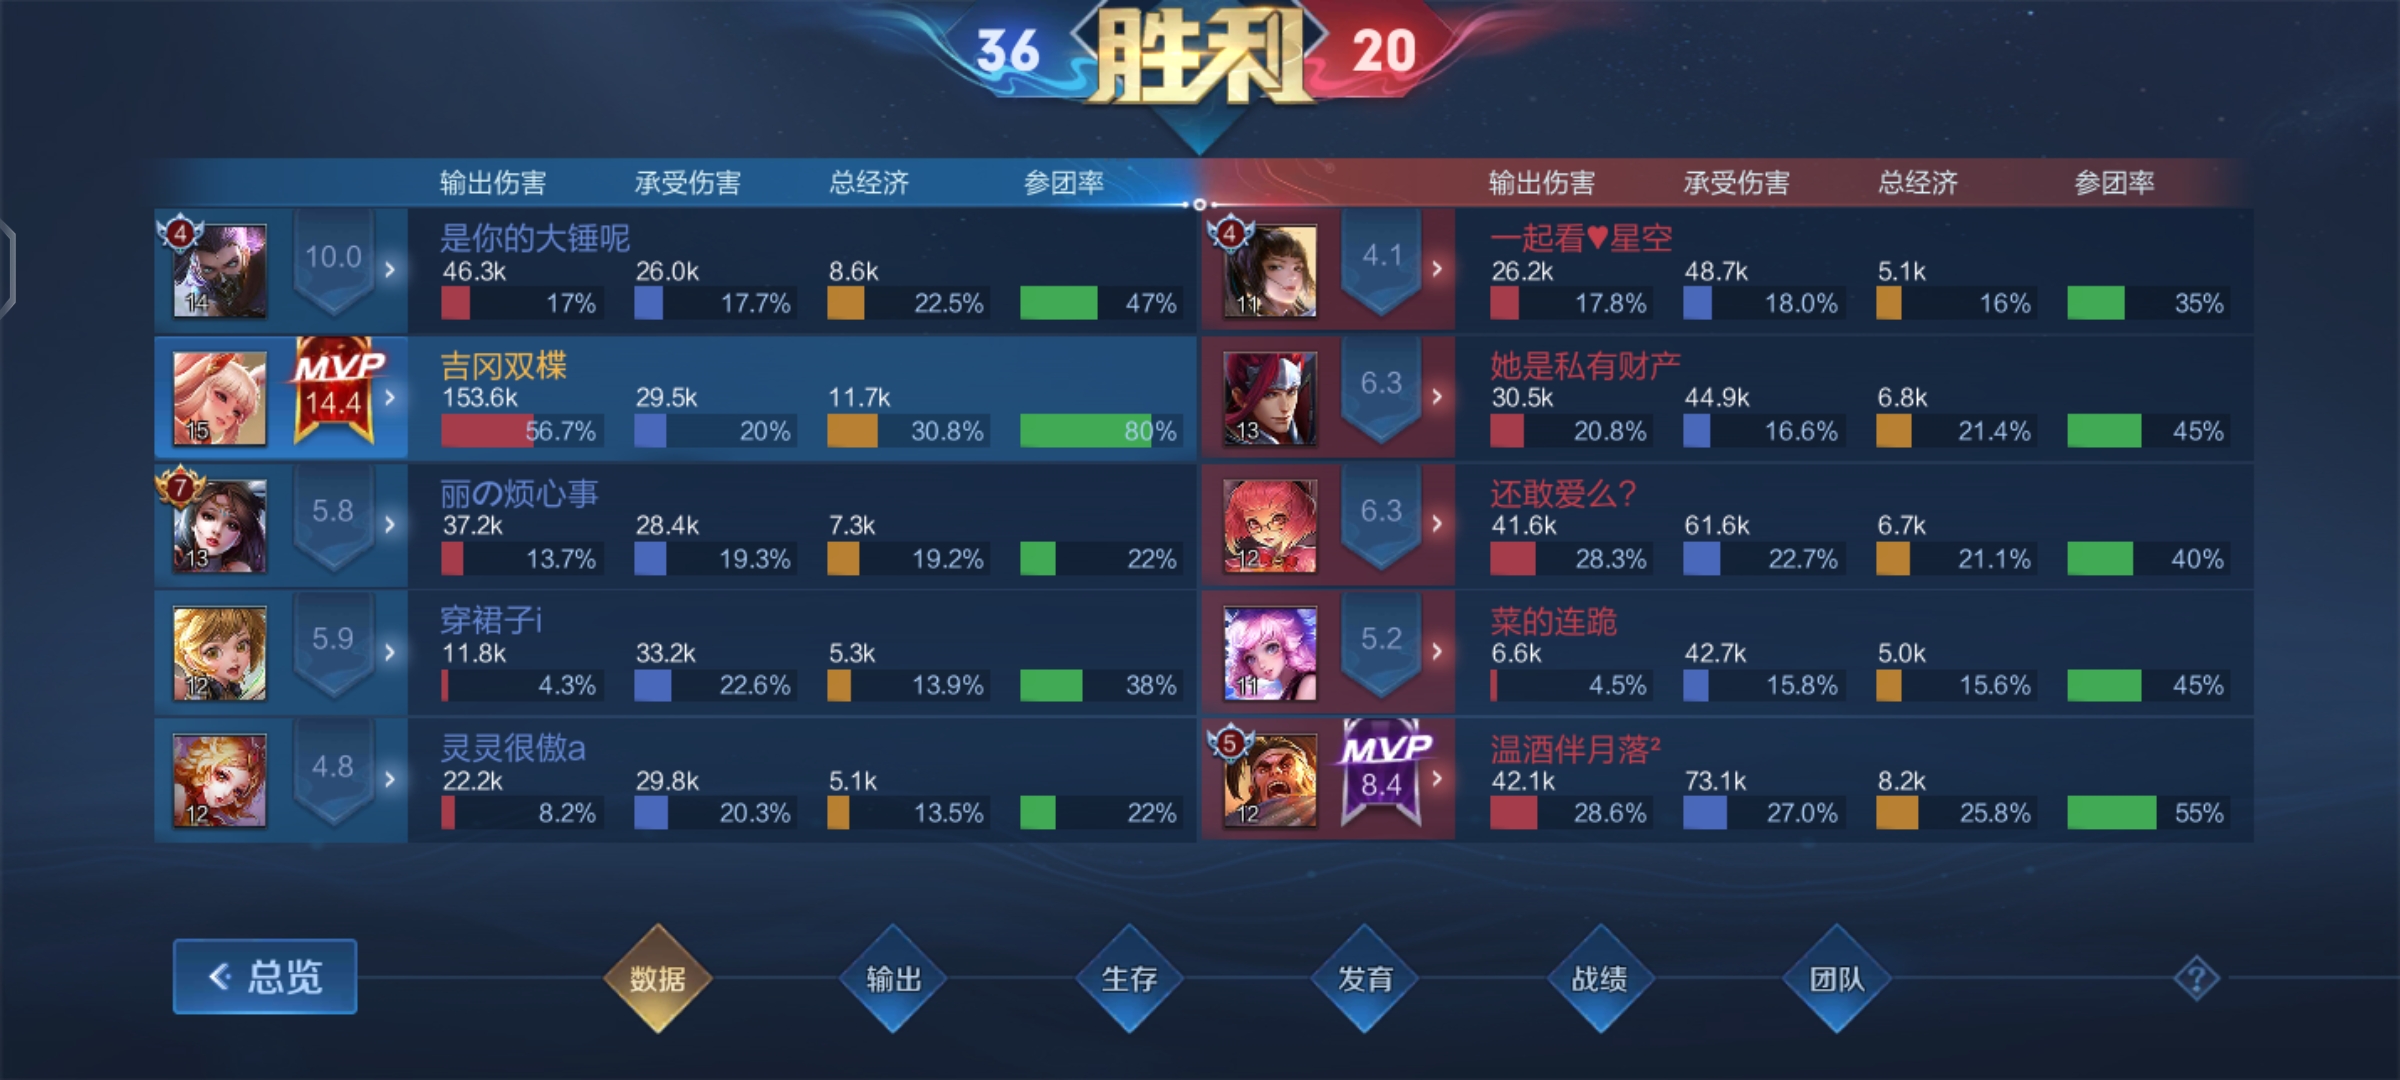 36 胜利 20
输出伤害 承受伤害 总经济 参团率
4 14 10.0
是你的大锤呢
46.3k 26.0k 8.6k
17% 17.7% 22.5% 47%
15 MVP 14.4
吉冈双楪
153.6k 29.5k 11.7k
56.7% 20% 30.8% 80%
7 13 5.8
丽の烦心事
37.2k 28.4k 7.3k
13.7% 19.3% 19.2% 22%
12 5.9
穿裙子i
11.8k 33.2k 5.3k
4.3% 22.6% 13.9% 38%
12 4.8
灵灵很傲a
22.2k 29.8k 5.1k
8.2% 20.3% 13.5% 22%
输出伤害 承受伤害 总经济 参团率
4 11 4.1
一起看♥星空
26.2k 48.7k 5.1k
17.8% 18.0% 16% 35%
13 6.3
她是私有财产
30.5k 44.9k 6.8k
20.8% 16.6% 21.4% 45%
12 6.3
还敢爱么?
41.6k 61.6k 6.7k
28.3% 22.7% 21.1% 40%
11 5.2
菜的连跪
6.6k 42.7k 5.0k
4.5% 15.8% 15.6% 45%
5 12 MVP 8.4
温酒伴月落²
42.1k 73.1k 8.2k
28.6% 27.0% 25.8% 55%
总览 数据 输出 生存 发育 战绩 团队 ?